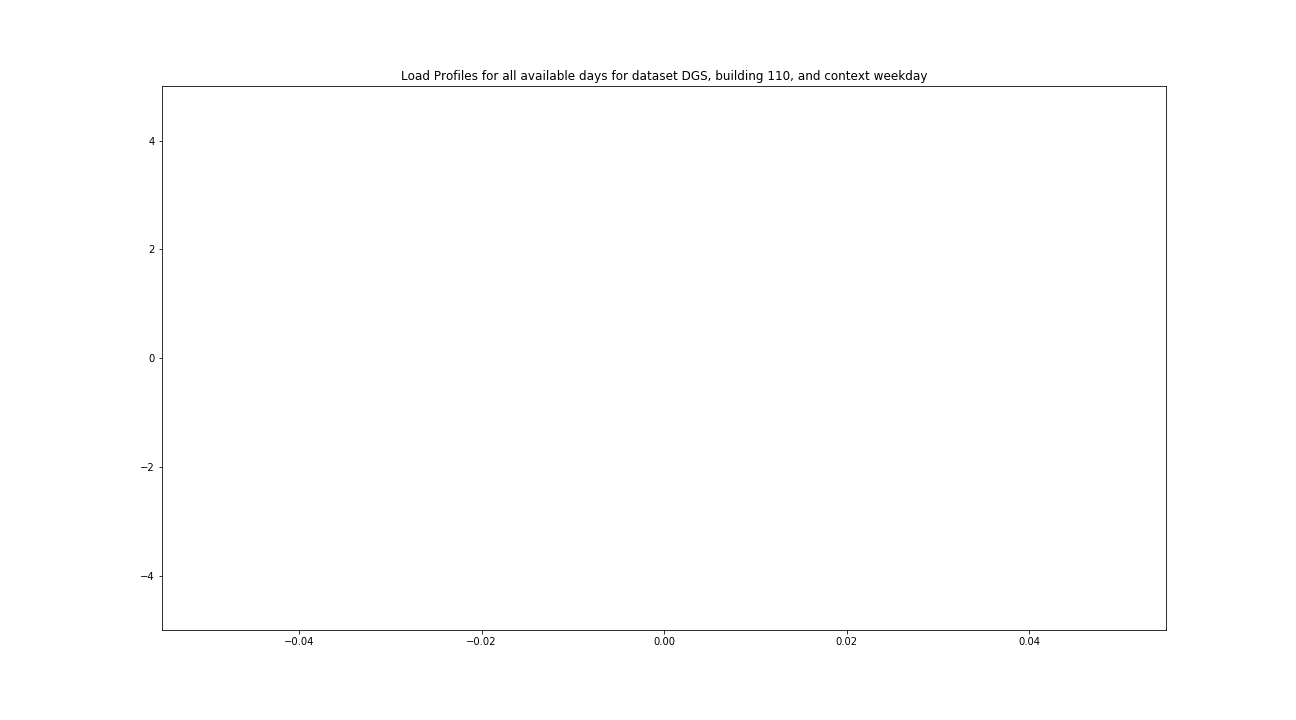 Load Profiles for all available days for dataset DGS, building 110, and context weekday
4
2
0
−2
−4
−0.04 −0.02 0.00 0.02 0.04